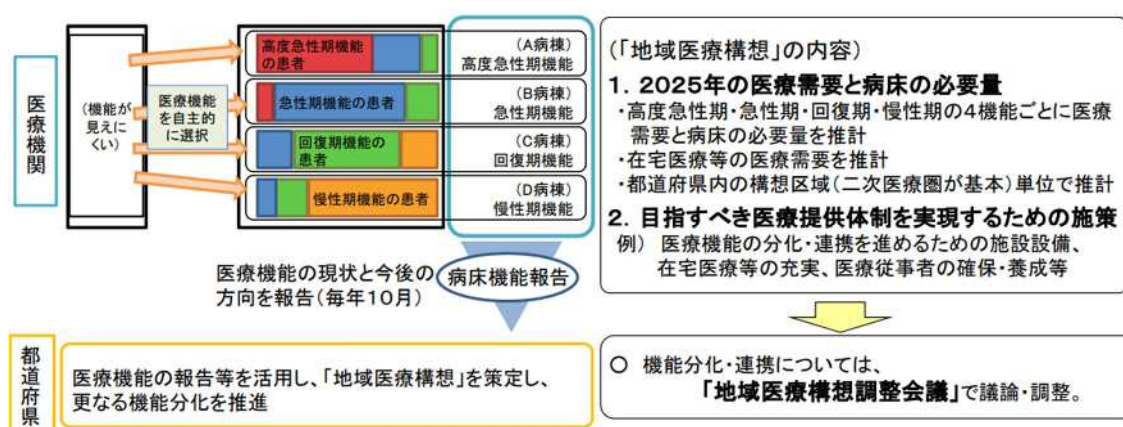 医療機関
(機能が
見えに
くい)
医療機能
を自主的
に選択
高度急性期機能
の患者
(A病棟)
高度急性期機能
急性期機能の患者
(B病棟)
急性期機能
回復期機能の
患者
(C病棟)
回復期機能
慢性期機能の患者
(D病棟)
慢性期機能
医療機能の現状と今後の
方向を報告(毎年10月)
病床機能報告
都道府県
医療機能の報告等を活用し、「地域医療構想」を策定し、
更なる機能分化を推進
(「地域医療構想」の内容)
1．2025年の医療需要と病床の必要量
・高度急性期・急性期・回復期・慢性期の4機能ごとに医療
需要と病床の必要量を推計
・在宅医療等の医療需要を推計
・都道府県内の構想区域(二次医療圏が基本)単位で推計
2．目指すべき医療提供体制を実現するための施策
例） 医療機能の分化・連携を進めるための施設設備、
在宅医療等の充実、医療従事者の確保・養成等
○ 機能分化・連携については、
「地域医療構想調整会議」で議論・調整。